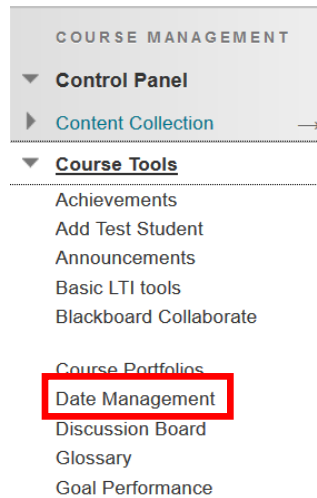 COURSE MANAGEMENT
Control Panel
Content Collection
Course Tools
Achievements
Add Test Student
Announcements
Basic LTI tools
Blackboard Collaborate
Course Portfolios
Date Management
Discussion Board
Glossary
Goal Performance